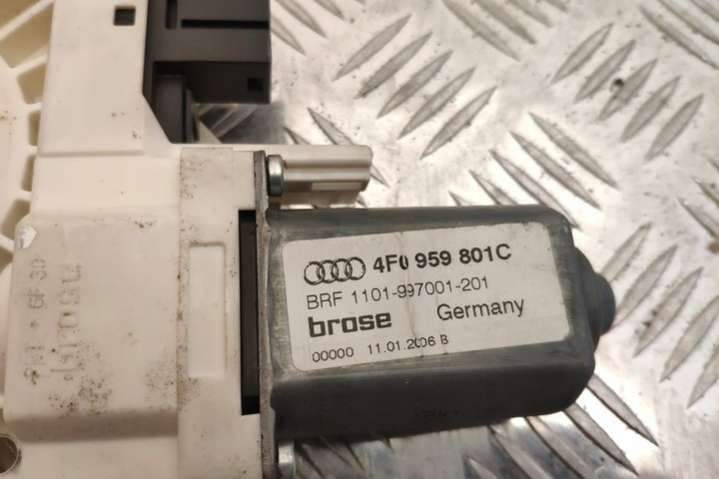 4F0 959 801C
BRF 1101-997001-201
brose Germany
00000 11.01.2006 B